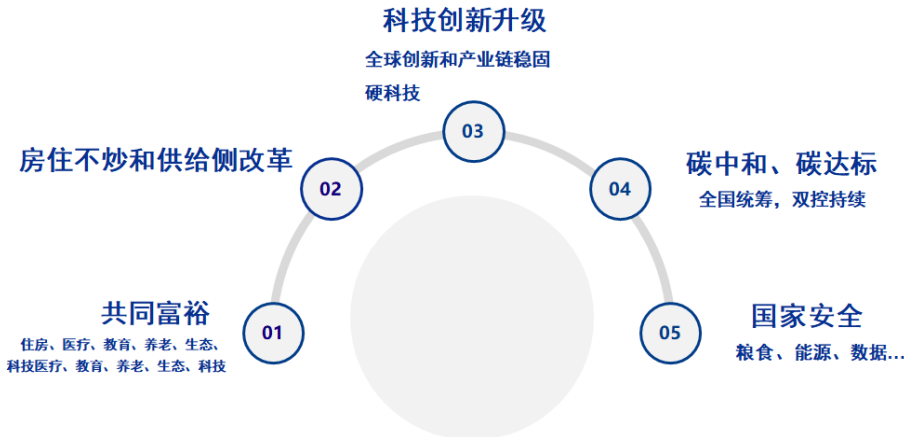 科技创新升级
全球创新和产业链稳固
硬科技
03
房住不炒和供给侧改革
02
碳中和、碳达标
全国统筹，双控持续
04
共同富裕
住房、医疗、教育、养老、生态、
科技医疗、教育、养老、生态、科技
01
国家安全
粮食、能源、数据...
05